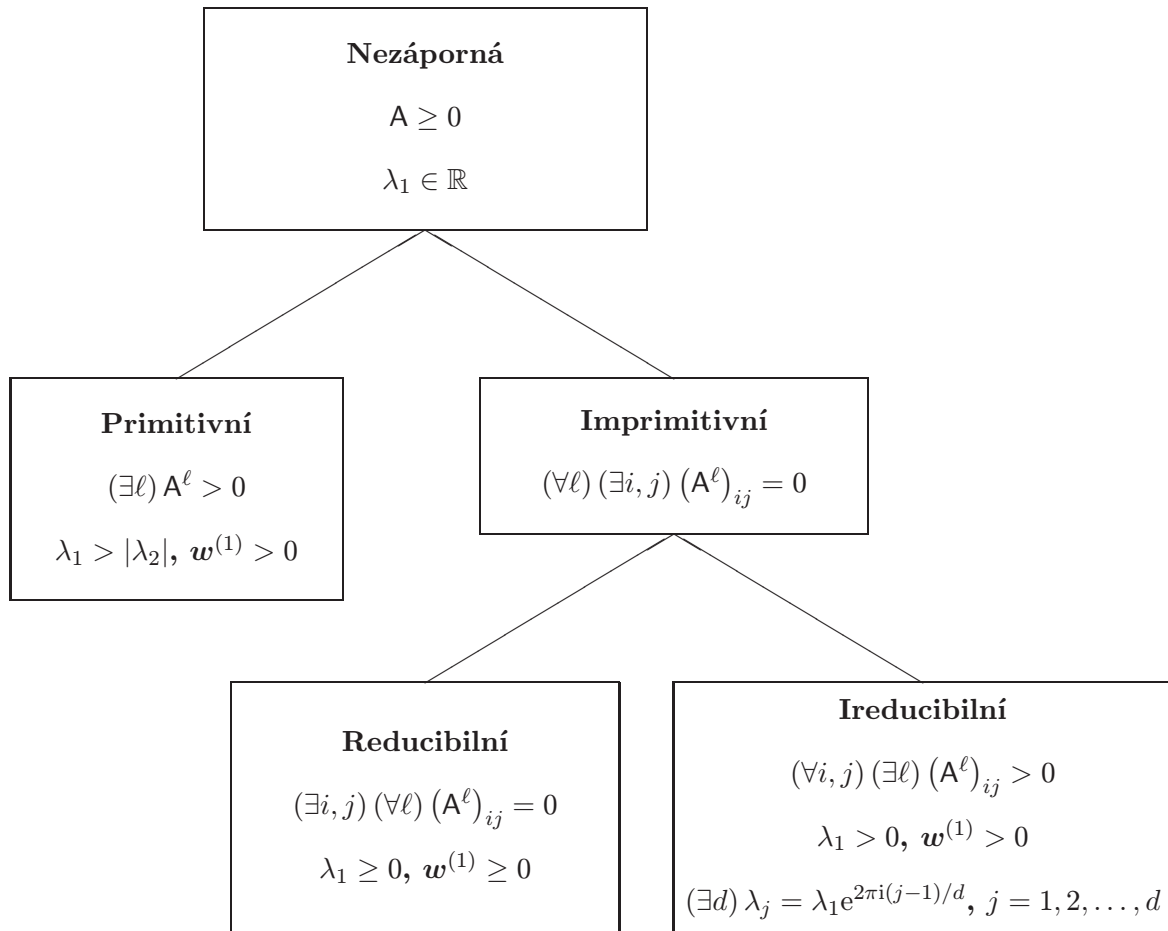 Nezáporná
A ≥ 0
λ₁ ∈ ℝ
Primitivní
(∃ℓ) A^ℓ > 0
λ₁ > |λ₂|, w^(1) > 0
Imprimitivní
(∀ℓ) (∃i, j) (A^ℓ)_ij = 0
Reducibilní
(∃i, j) (∀ℓ) (A^ℓ)_ij = 0
λ₁ ≥ 0, w^(1) ≥ 0
Ireducibilní
(∀i, j) (∃ℓ) (A^ℓ)_ij > 0
λ₁ > 0, w^(1) > 0
(∃d) λ_j = λ₁e^{2πi(j−1)/d}, j = 1, 2, . . . , d